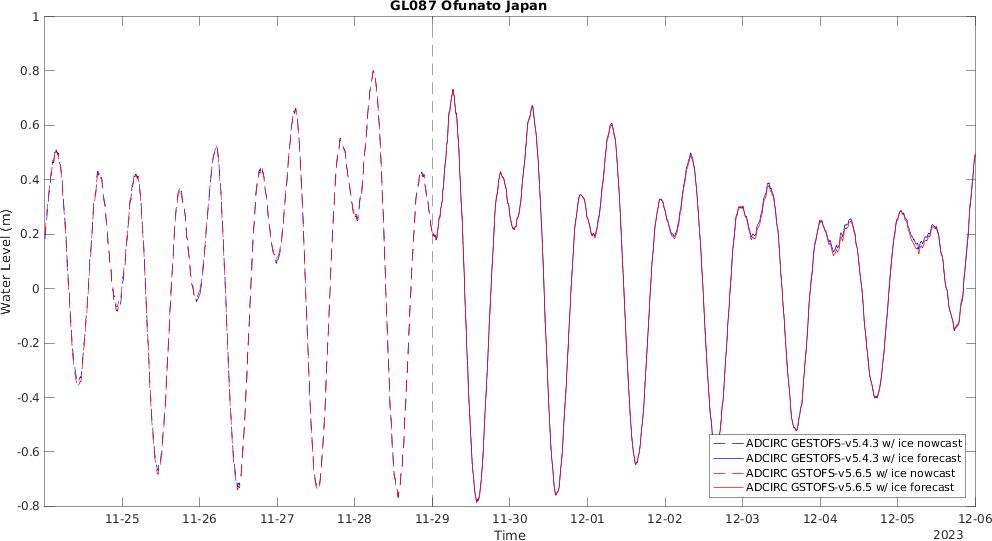 GL087 Ofunato Japan
1
0.8
0.6
0.4
0.2
0
-0.2
-0.4
-0.6
-0.8
Water Level (m)
ADCIRC GESTOFS-v5.4.3 w/ ice nowcast
ADCIRC GESTOFS-v5.4.3 w/ ice forecast
ADCIRC GSTOFS-v5.6.5 w/ ice nowcast
ADCIRC GSTOFS-v5.6.5 w/ ice forecast
11-25 11-26 11-27 11-28 11-29 11-30 12-01 12-02 12-03 12-04 12-05 12-06
Time
2023